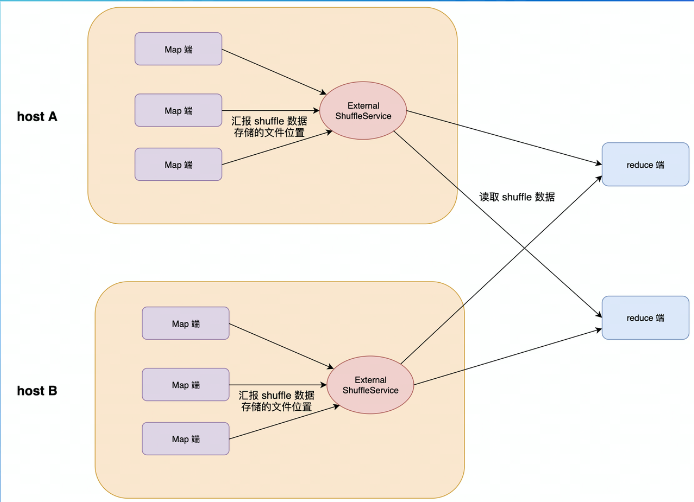 Map 端
host A
Map 端
汇报 shuffle 数据
存储的文件位置
Map 端
External
ShuffleService
reduce 端
读取 shuffle 数据
reduce 端
Map 端
host B
Map 端
汇报 shuffle 数据
存储的文件位置
Map 端
External
ShuffleService